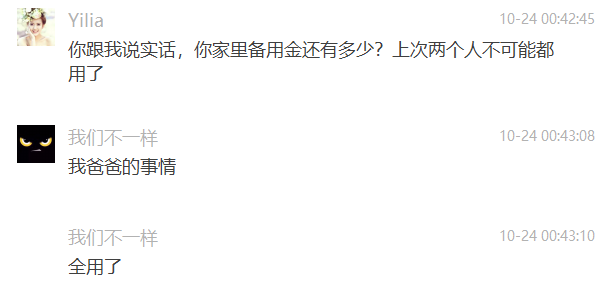 Yilia 10-24 00:42:45
你跟我说实话，你家里备用金还有多少？上次两个人不可能都
用了
我们不一样 10-24 00:43:08
我爸爸的事情
我们不一样 10-24 00:43:10
全用了